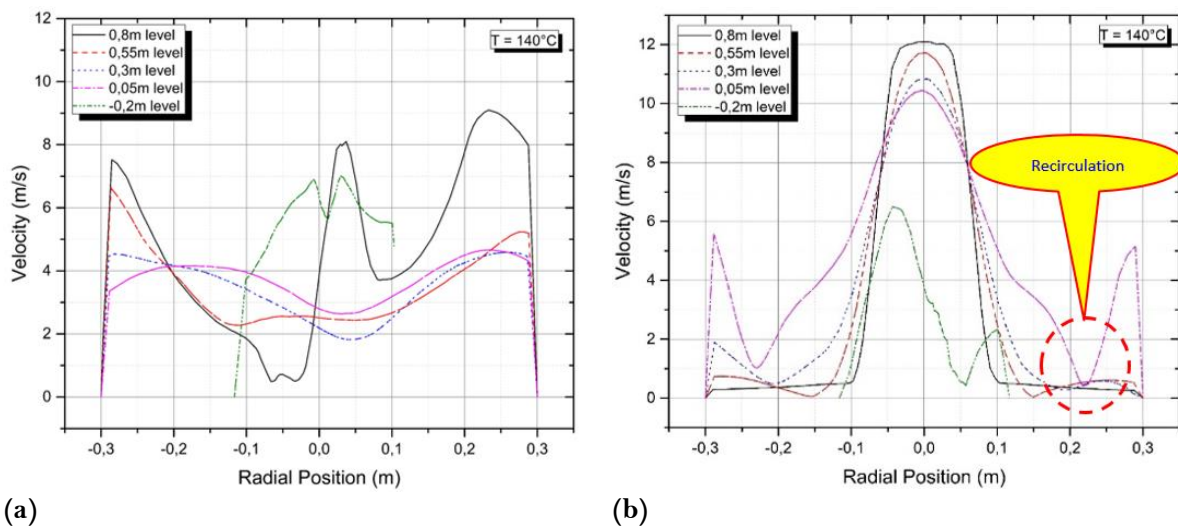 12
10
8
6
4
2
0
Velocity (m/s)
0,8m level
0,55m level
0,3m level
0,05m level
-0,2m level
T = 140°C
-0,3 -0,2 -0,1 0,0 0,1 0,2 0,3
Radial Position (m)
(a)
12
10
8
6
4
2
0
Velocity (m/s)
0,8m level
0,55m level
0,3m level
0,05m level
-0,2m level
T = 140°C
Recirculation
-0,3 -0,2 -0,1 0,0 0,1 0,2 0,3
Radial Position (m)
(b)